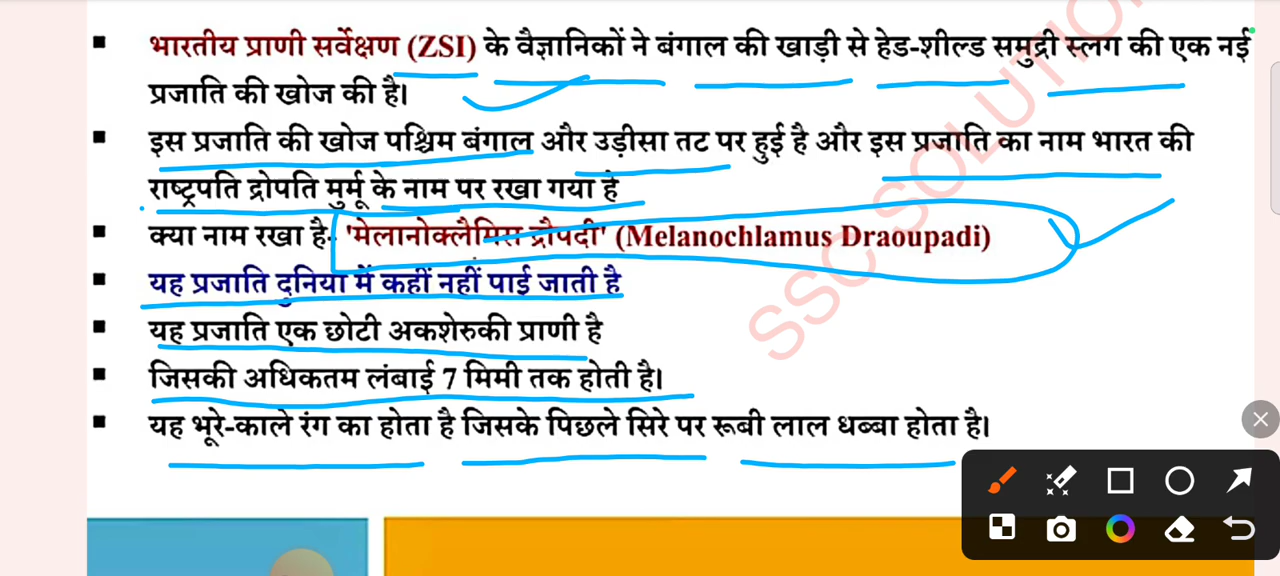 भारतीय प्राणी सर्वेक्षण (ZSI) के वैज्ञानिकों ने बंगाल की खाड़ी से हेड-शील्ड समुद्री स्लग की एक नई
प्रजाति की खोज की है।
इस प्रजाति की खोज पश्चिम बंगाल और उड़ीसा तट पर हुई है और इस प्रजाति का नाम भारत की
राष्ट्रपति द्रोपति मुर्मू के नाम पर रखा गया है
क्या नाम रखा है- 'मेलानोक्लैमिस द्रौपदी' (Melanochlamus Draoupadi)
यह प्रजाति दुनिया में कहीं नहीं पाई जाती है
यह प्रजाति एक छोटी अकशेरुकी प्राणी है
जिसकी अधिकतम लंबाई 7 मिमी तक होती है।
यह भूरे-काले रंग का होता है जिसके पिछले सिरे पर रूबी लाल धब्बा होता है।
SSC SOLUTION